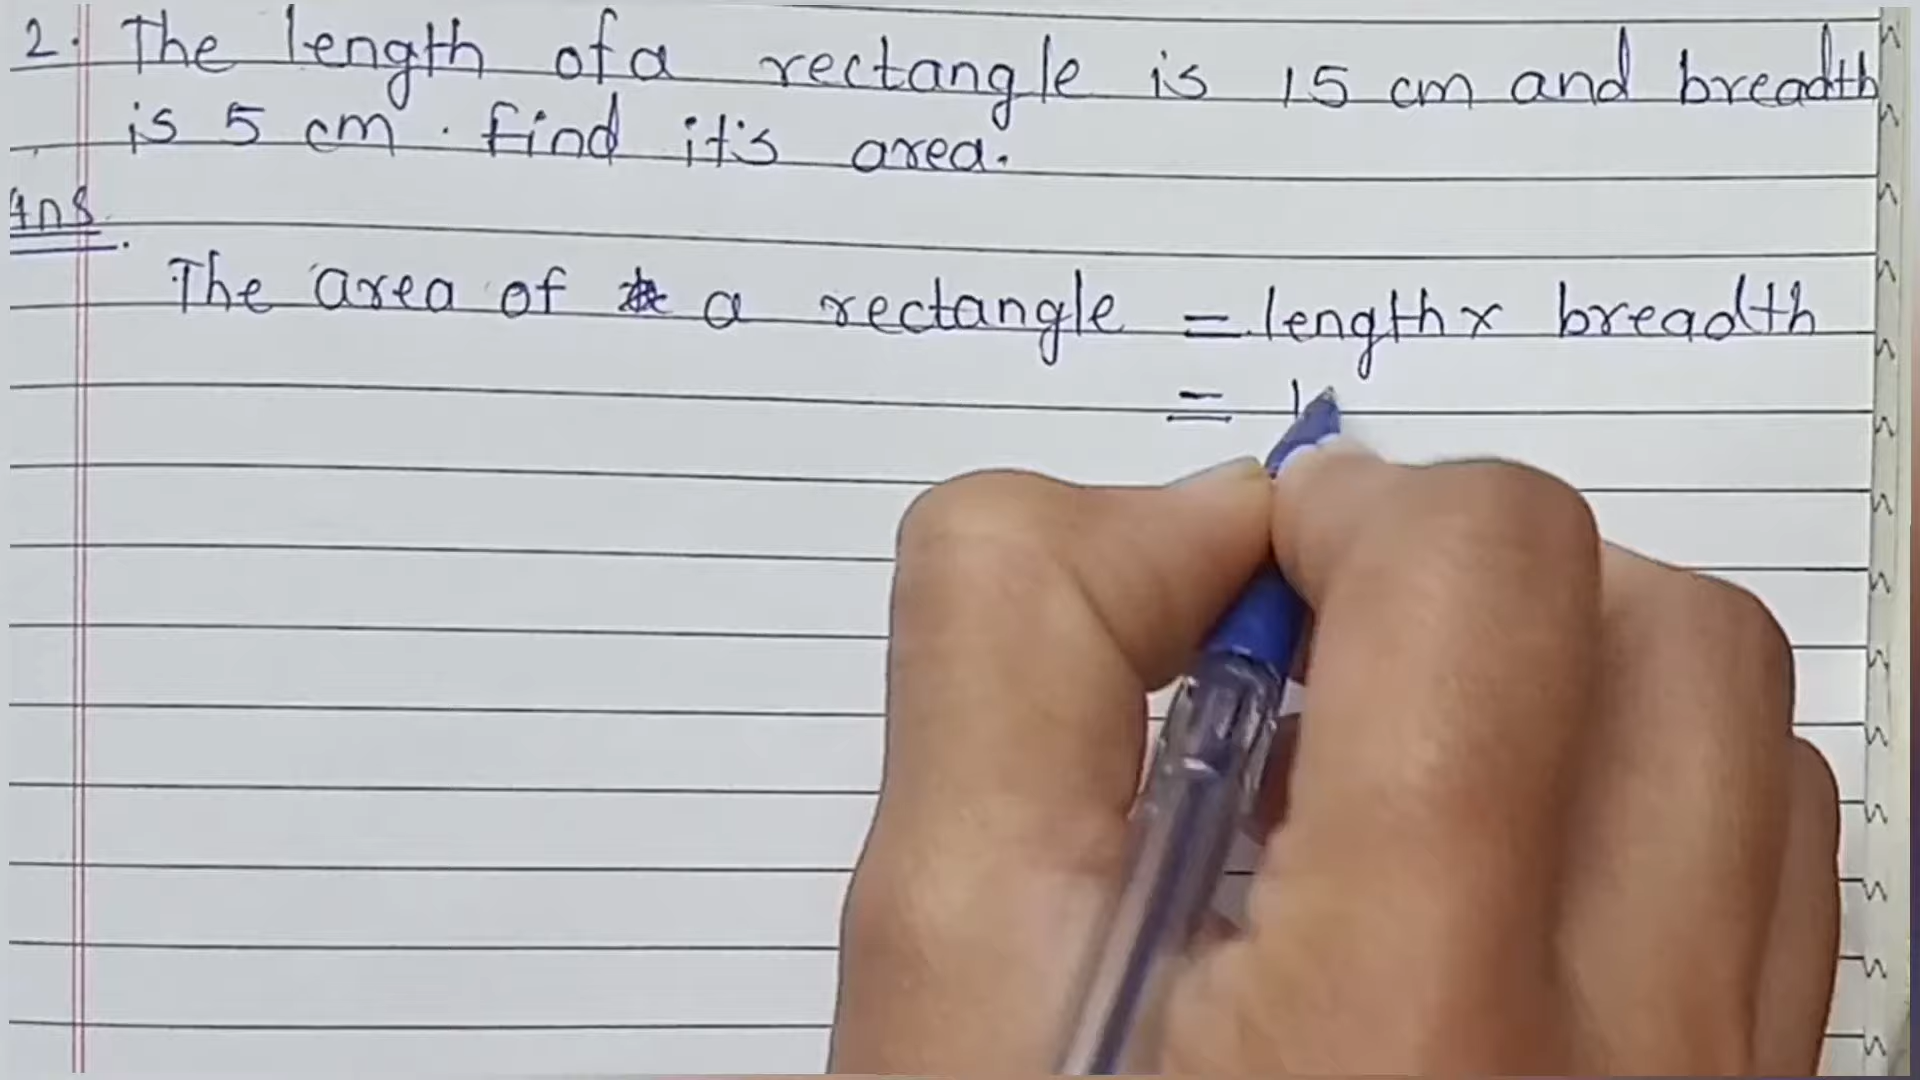 2. The length of a rectangle is 15 cm and breadth
is 5 cm. find it's area.
Ans.
The area of a rectangle = length x breadth
= 1